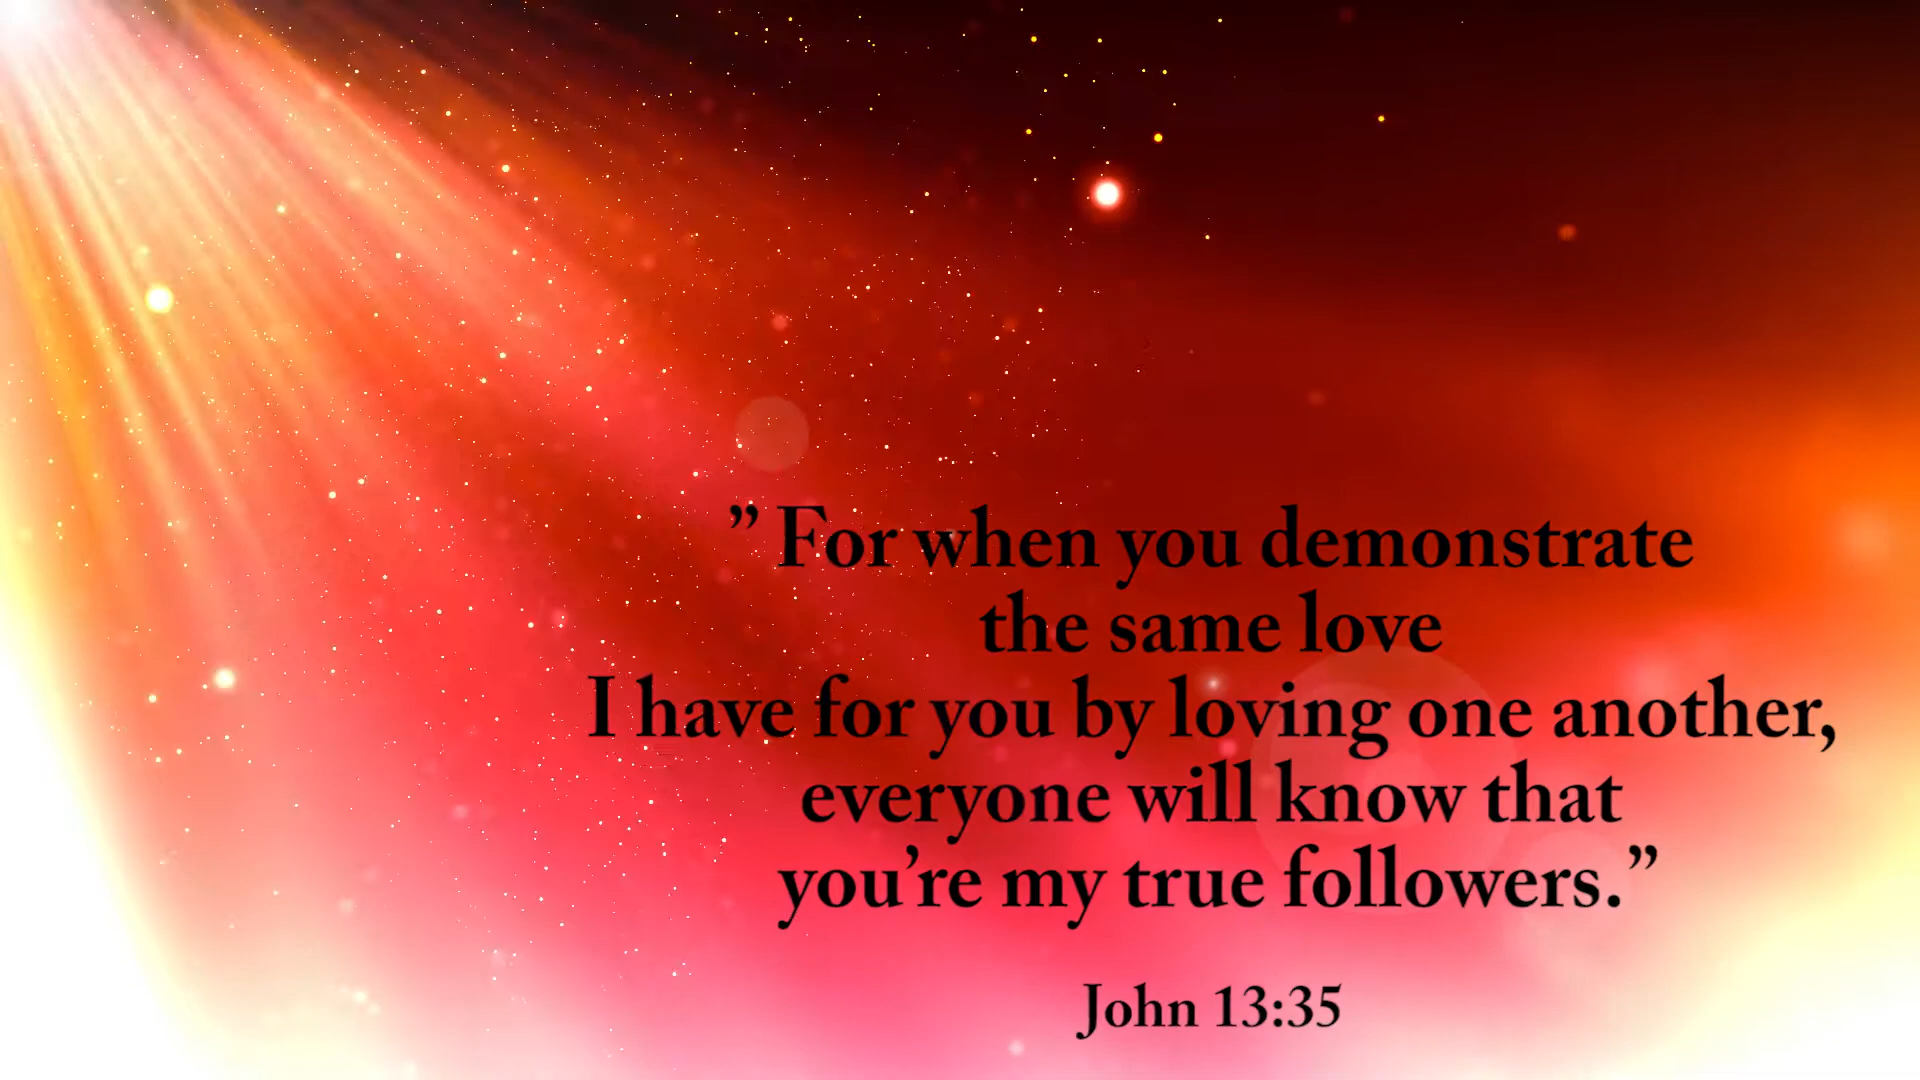 ” For when you demonstrate
the same love
I have for you by loving one another,
everyone will know that
you’re my true followers.”
John 13:35